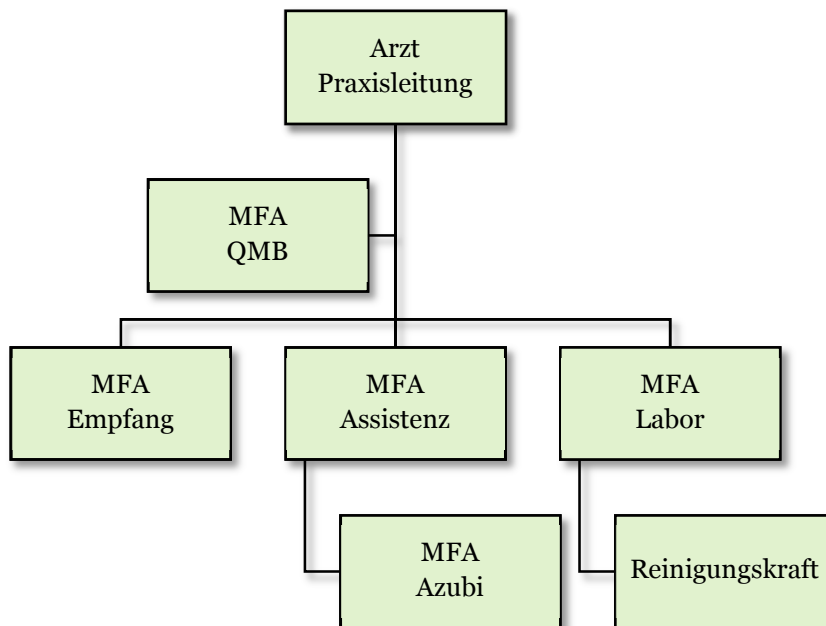 Arzt
Praxisleitung
MFA
QMB
MFA
Empfang
MFA
Assistenz
MFA
Labor
MFA
Azubi
Reinigungskraft